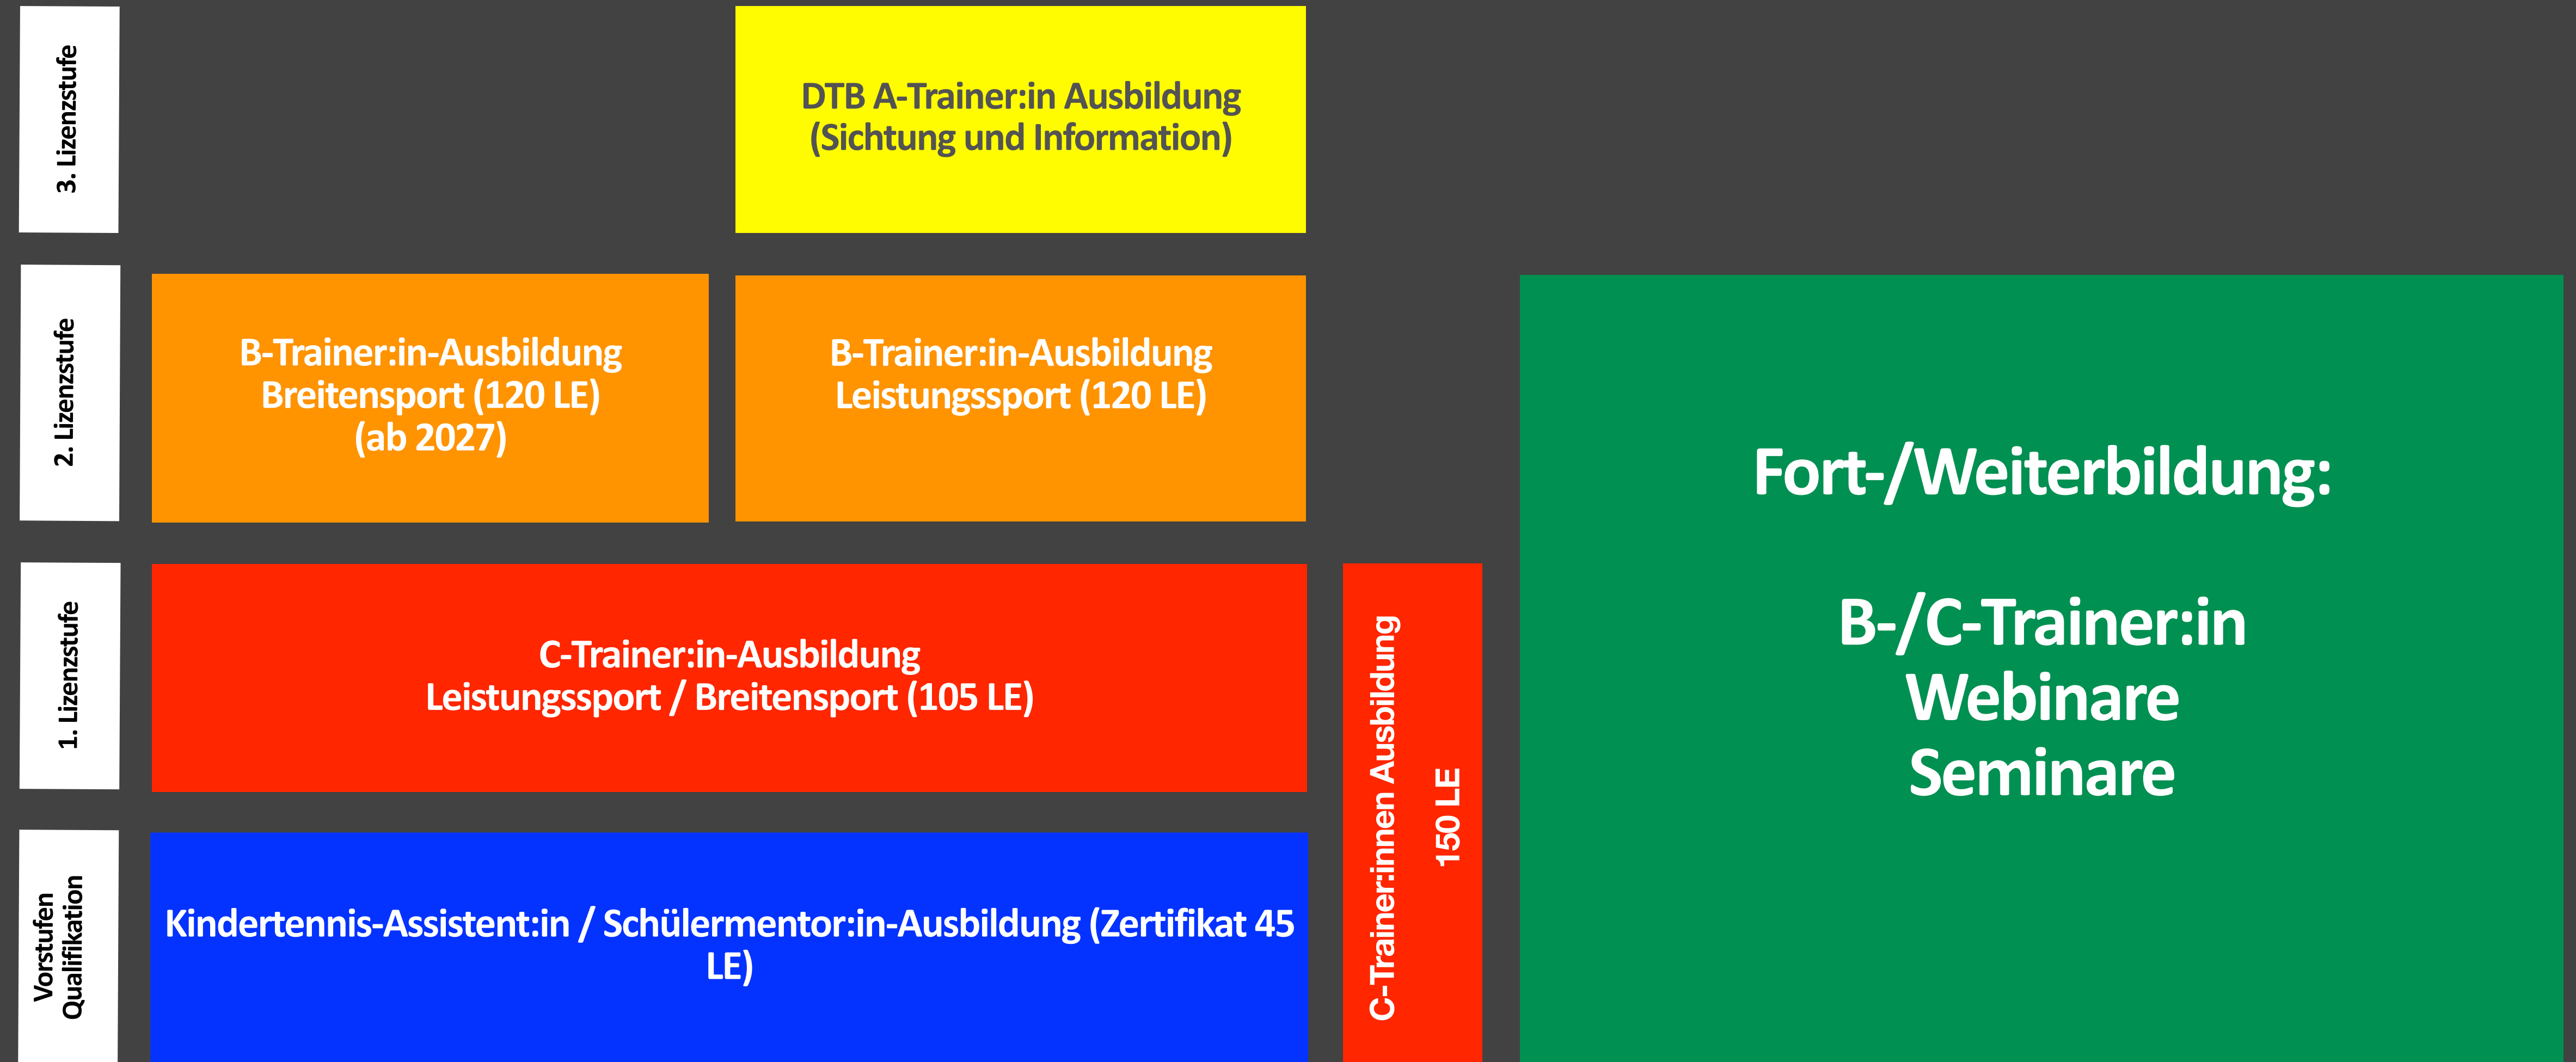 3. Lizenzstufe
DTB A-Trainer:in Ausbildung
(Sichtung und Information)
2. Lizenzstufe
B-Trainer:in-Ausbildung
Breitensport (120 LE)
(ab 2027)
B-Trainer:in-Ausbildung
Leistungssport (120 LE)
1. Lizenzstufe
C-Trainer:in-Ausbildung
Leistungssport / Breitensport (105 LE)
Vorstufen
Qualifikation
Kindertennis-Assistent:in / Schülermentor:in-Ausbildung (Zertifikat 45
LE)
C-Trainer:innen Ausbildung
150 LE
Fort-/Weiterbildung:
B-/C-Trainer:in
Webinare
Seminare